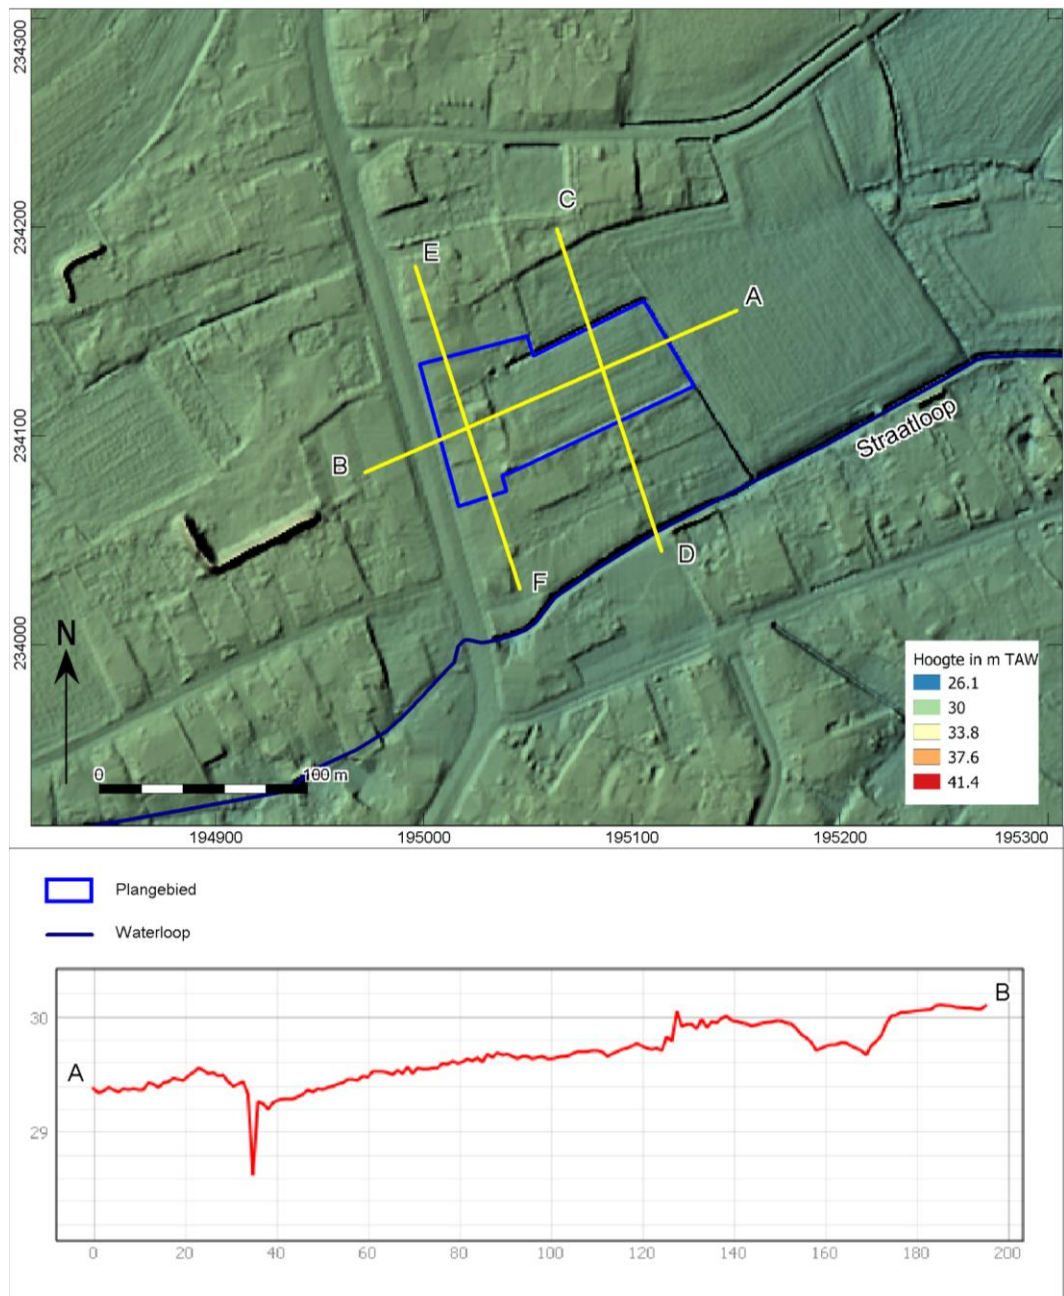 234300
234200
234100
234000
C
E
A
B
D
F
Straatloop
N
0 100 m
Hoogte in m TAW
26.1
30
33.8
37.6
41.4
194900 195000 195100 195200 195300
Plangebied
Waterloop
30
29
A
B
0 20 40 60 80 100 120 140 160 180 200